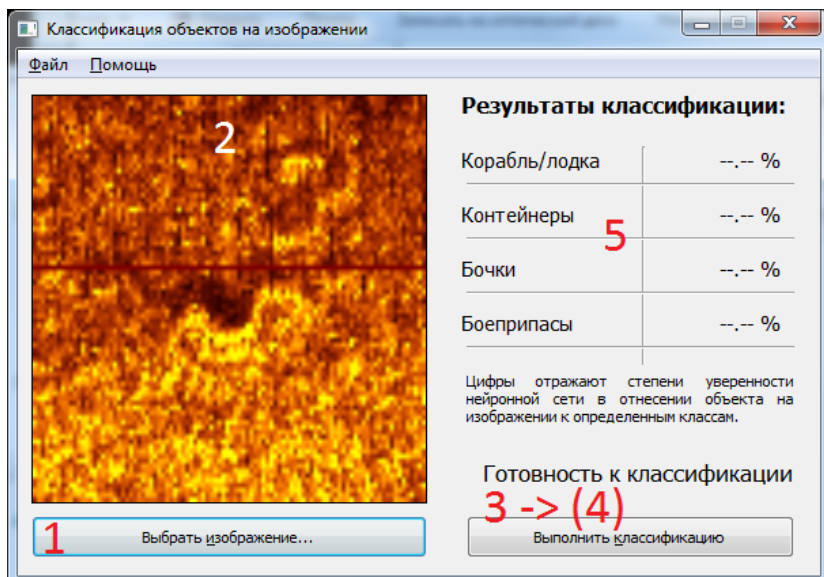 Классификация объектов на изображении
Файл Помощь
2
Результаты классификации:
Корабль/лодка --.-- %
Контейнеры --.-- %
5
Бочки --.-- %
Боеприпасы --.-- %
Цифры отражают степени уверенности
нейронной сети в отнесении объекта на
изображении к определенным классам.
Готовность к классификации
3 -> (4)
1 Выбрать изображение...
Выполнить классификацию